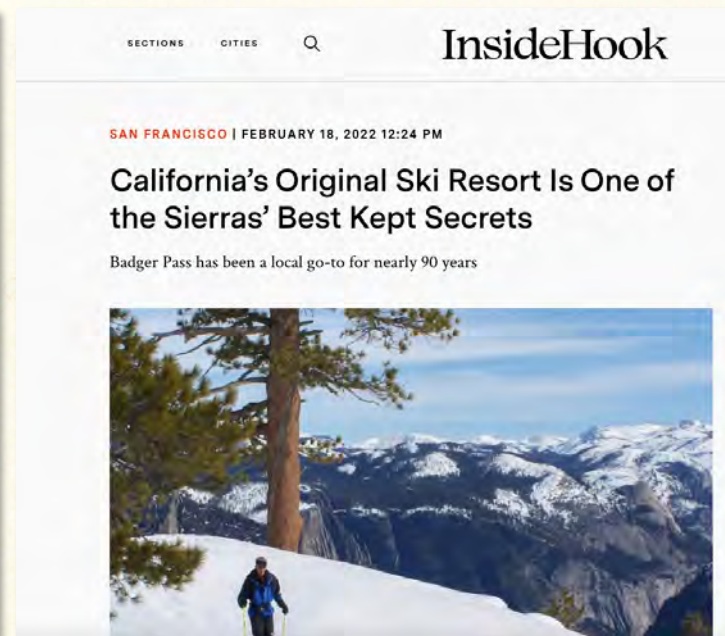 SECTIONS CITIES InsideHook
SAN FRANCISCO | FEBRUARY 18, 2022 12:24 PM
California's Original Ski Resort Is One of
the Sierras' Best Kept Secrets
Badger Pass has been a local go-to for nearly 90 years